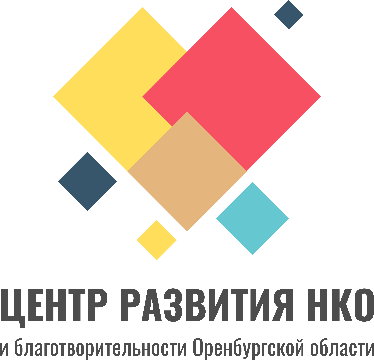 ЦЕНТР РАЗВИТИЯ НКО
и благотворительности Оренбургской области